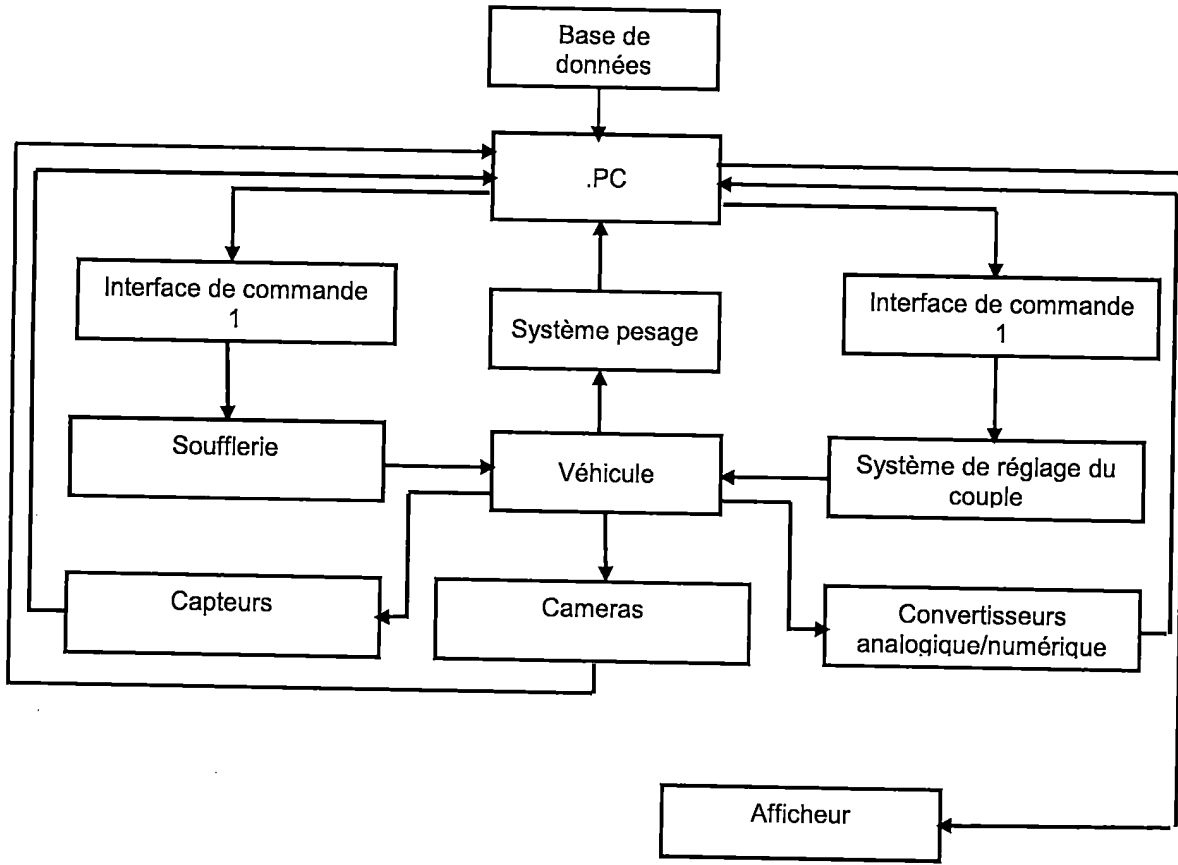 Base de
données
.PC
Interface de commande
1
Système pesage
Interface de commande
1
Soufflerie
Véhicule
Système de réglage du
couple
Capteurs
Cameras
Convertisseurs
analogique/numérique
Afficheur